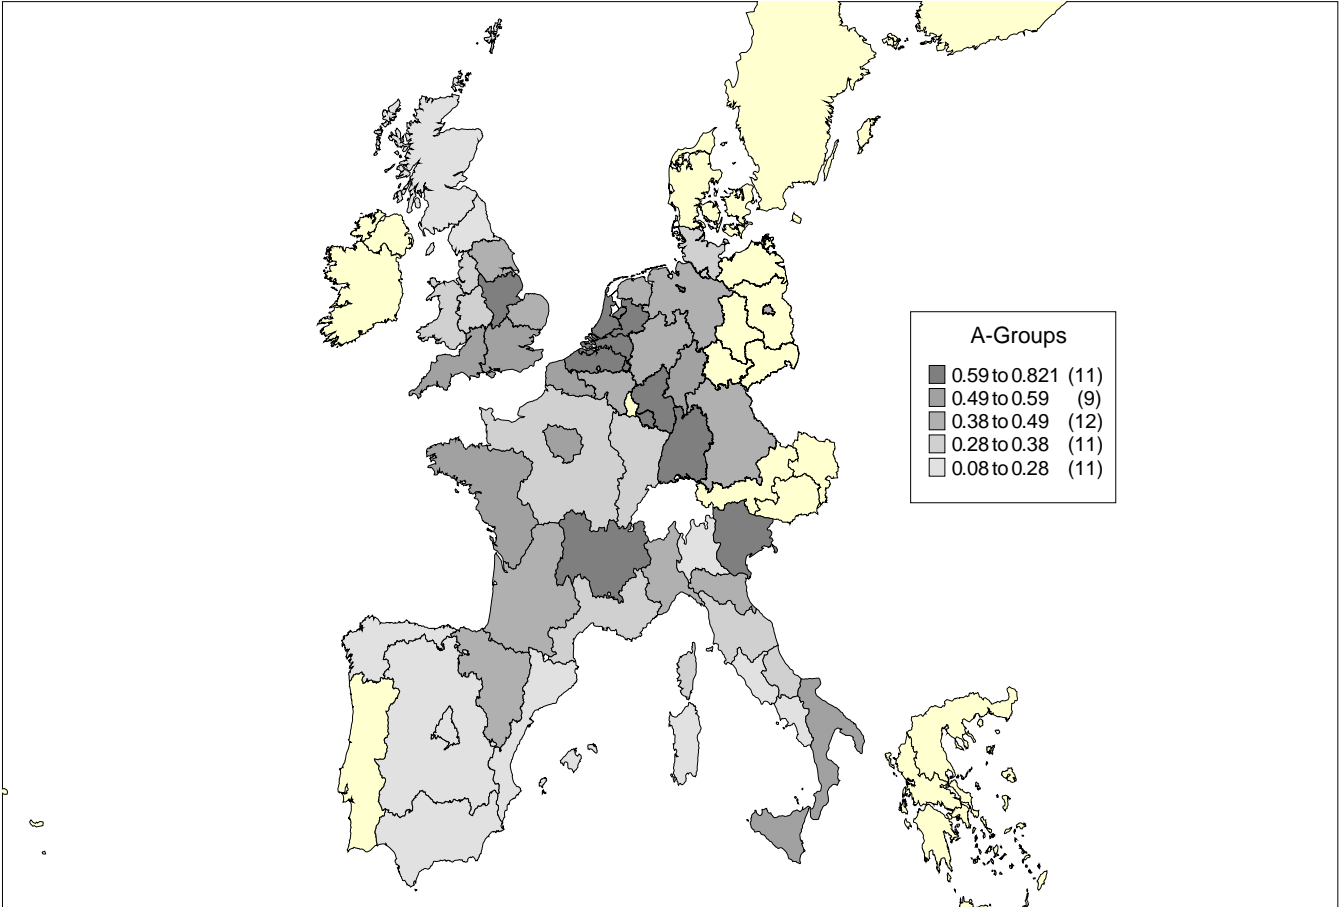 A-Groups
0.59 to 0.821 (11)
0.49 to 0.59 (9)
0.38 to 0.49 (12)
0.28 to 0.38 (11)
0.08 to 0.28 (11)